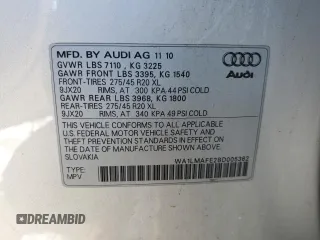 MFD. BY AUDI AG 11 10
GVWR LBS 7110 , KG 3225
GAWR FRONT LBS 3395, KG 1540
FRONT-TIRES 275/45 R20 XL
9JX20 RIMS, AT 300 KPA 44 PSI COLD
GAWR REAR LBS 3968, KG 1800
REAR-TIRES 275/45 R20 XL
9JX20 RIMS, AT 340 KPA 49 PSI COLD
Audi
THIS VEHICLE CONFORMS TO ALL APPLICABLE
U.S. FEDERAL MOTOR VEHICLE SAFETY AND
THEFT PREVENTION STANDARDS IN EFFECT
ON THE DATE OF MANUFACTURE SHOWN ABOVE.
SLOVAKIA
WA1LMAFE2BD005362
TYPE:
MPV
AUTOBIDMASTER